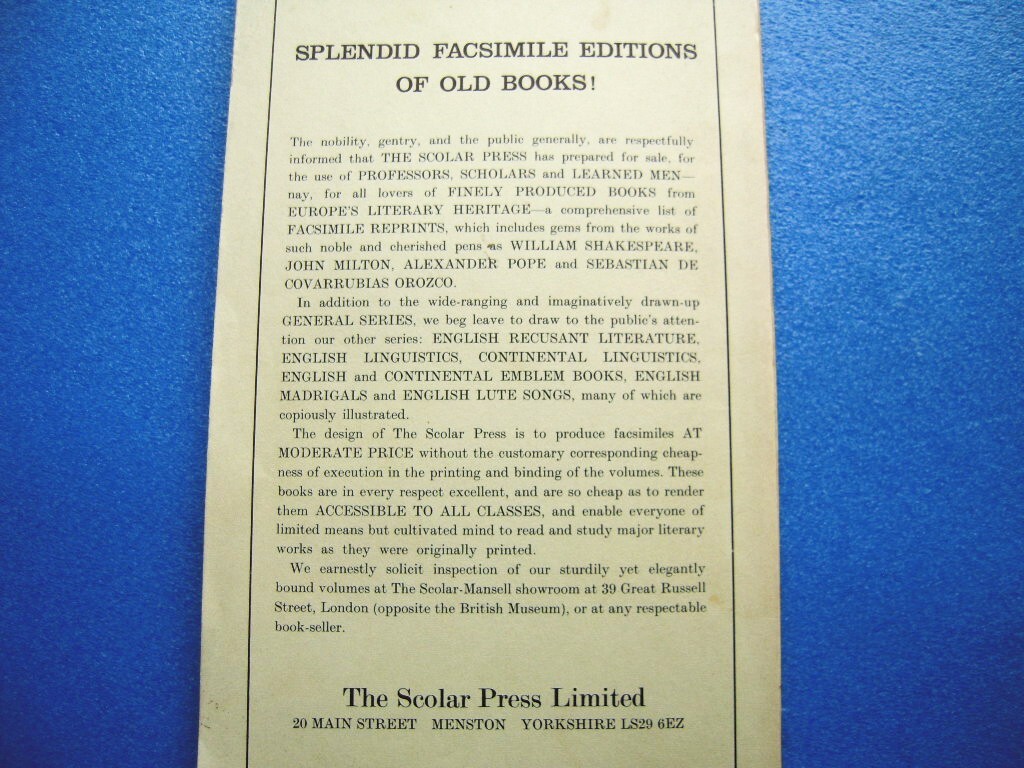 SPLENDID FACSIMILE EDITIONS
OF OLD BOOKS!
The nobility, gentry, and the public generally, are respectfully
informed that THE SCOLAR PRESS has prepared for sale, for
the use of PROFESSORS, SCHOLARS and LEARNED MEN—
nay, for all lovers of FINELY PRODUCED BOOKS from
EUROPE'S LITERARY HERITAGE—a comprehensive list of
FACSIMILE REPRINTS, which includes gems from the works of
such noble and cherished pens as WILLIAM SHAKESPEARE,
JOHN MILTON, ALEXANDER POPE and SEBASTIAN DE
COVARRUBIAS OROZCO.
In addition to the wide-ranging and imaginatively drawn-up
GENERAL SERIES, we beg leave to draw to the public's atten-
tion our other series: ENGLISH RECUSANT LITERATURE,
ENGLISH LINGUISTICS, CONTINENTAL LINGUISTICS,
ENGLISH and CONTINENTAL EMBLEM BOOKS, ENGLISH
MADRIGALS and ENGLISH LUTE SONGS, many of which are
copiously illustrated.
The design of The Scolar Press is to produce facsimiles AT
MODERATE PRICE without the customary corresponding cheap-
ness of execution in the printing and binding of the volumes. These
books are in every respect excellent, and are so cheap as to render
them ACCESSIBLE TO ALL CLASSES, and enable everyone of
limited means but cultivated mind to read and study major literary
works as they were originally printed.
We earnestly solicit inspection of our sturdily yet elegantly
bound volumes at The Scolar-Mansell showroom at 39 Great Russell
Street, London (opposite the British Museum), or at any respectable
book-seller.
The Scolar Press Limited
20 MAIN STREET MENSTON YORKSHIRE LS29 6EZ